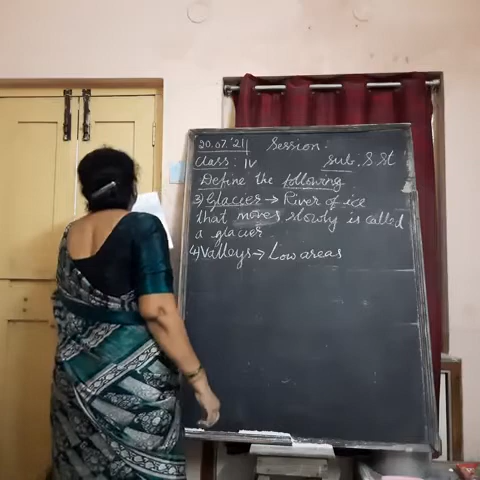 20.07.'21 Session:
Class: IV Sub. S St
Define the following
3) Glacier → River of ice
that moves slowly is called
a glacier
4) Valleys → Low areas